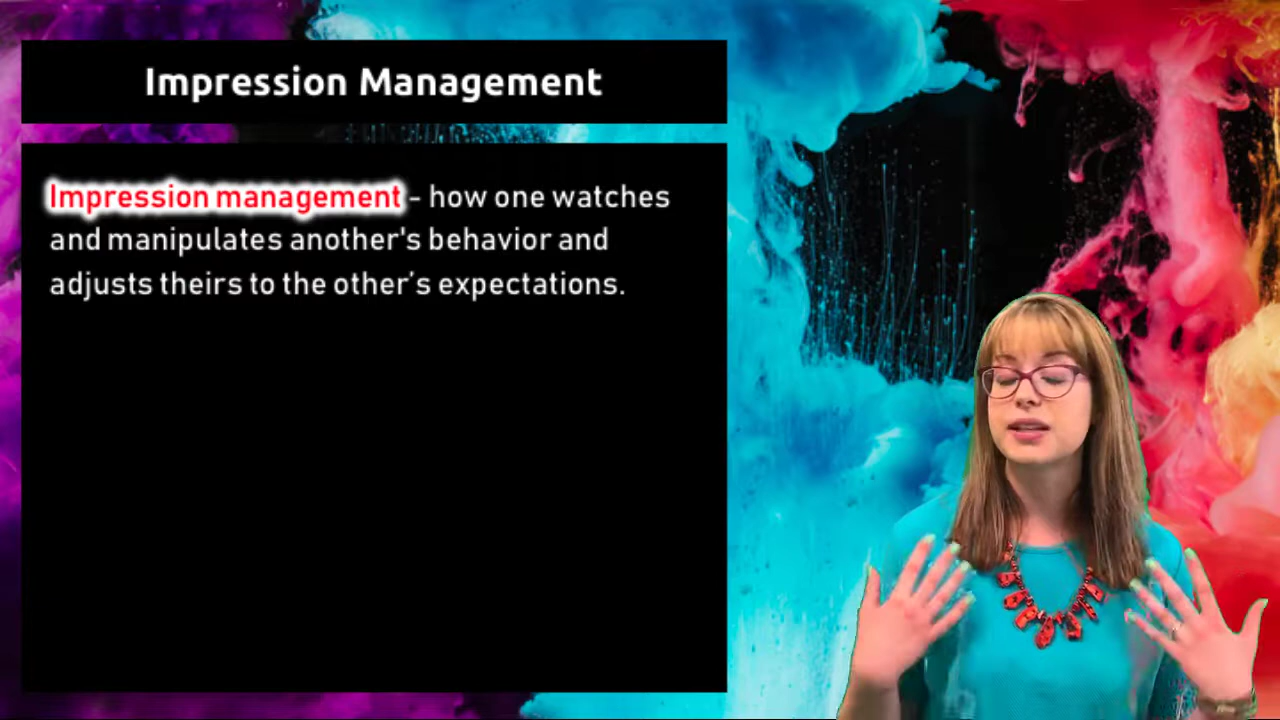 Impression Management
Impression management - how one watches
and manipulates another's behavior and
adjusts theirs to the other’s expectations.